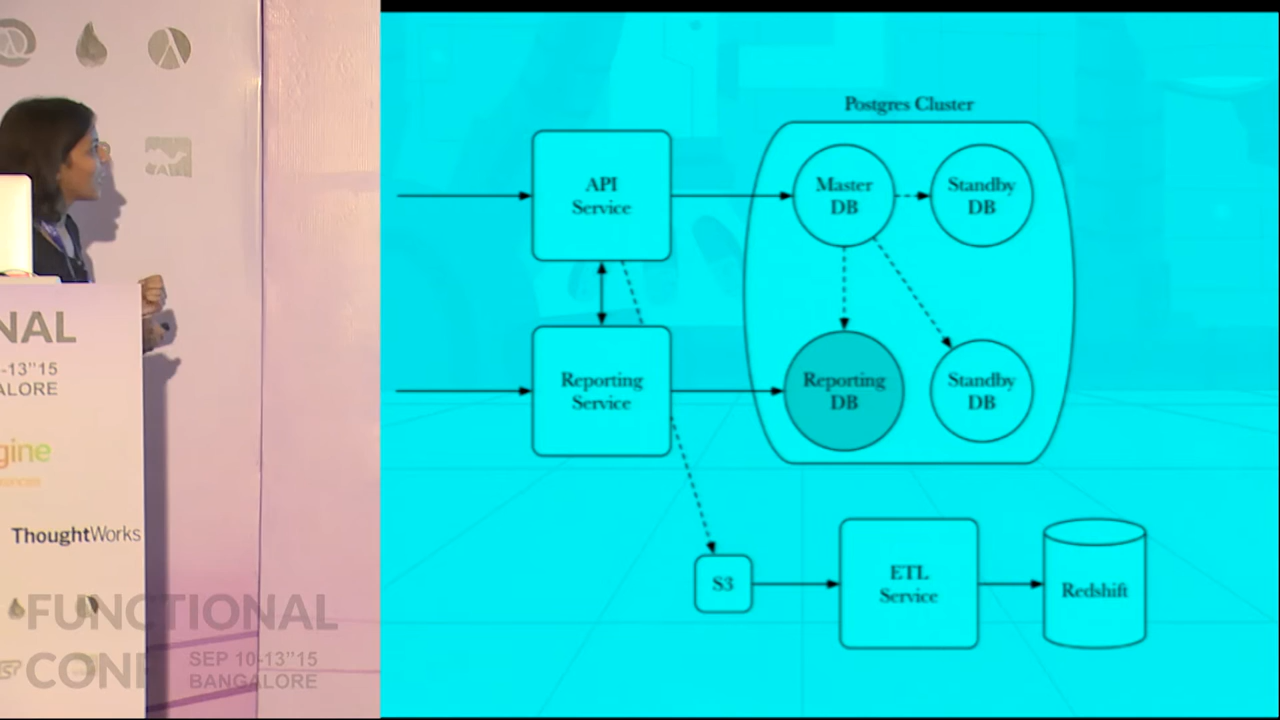 NAL
-13"15
ALORE
gine
ThoughtWorks
FUNCTIONAL
CONF
SEP 10-13"15
BANGALORE
Postgres Cluster
API
Service
Master
DB
Standby
DB
Reporting
Service
Reporting
DB
Standby
DB
S3
ETL
Service
Redshift